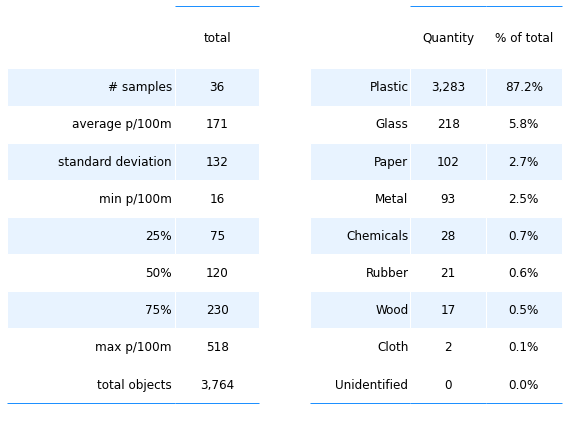 total
# samples 36
average p/100m 171
standard deviation 132
min p/100m 16
25% 75
50% 120
75% 230
max p/100m 518
total objects 3,764
Quantity % of total
Plastic 3,283 87.2%
Glass 218 5.8%
Paper 102 2.7%
Metal 93 2.5%
Chemicals 28 0.7%
Rubber 21 0.6%
Wood 17 0.5%
Cloth 2 0.1%
Unidentified 0 0.0%